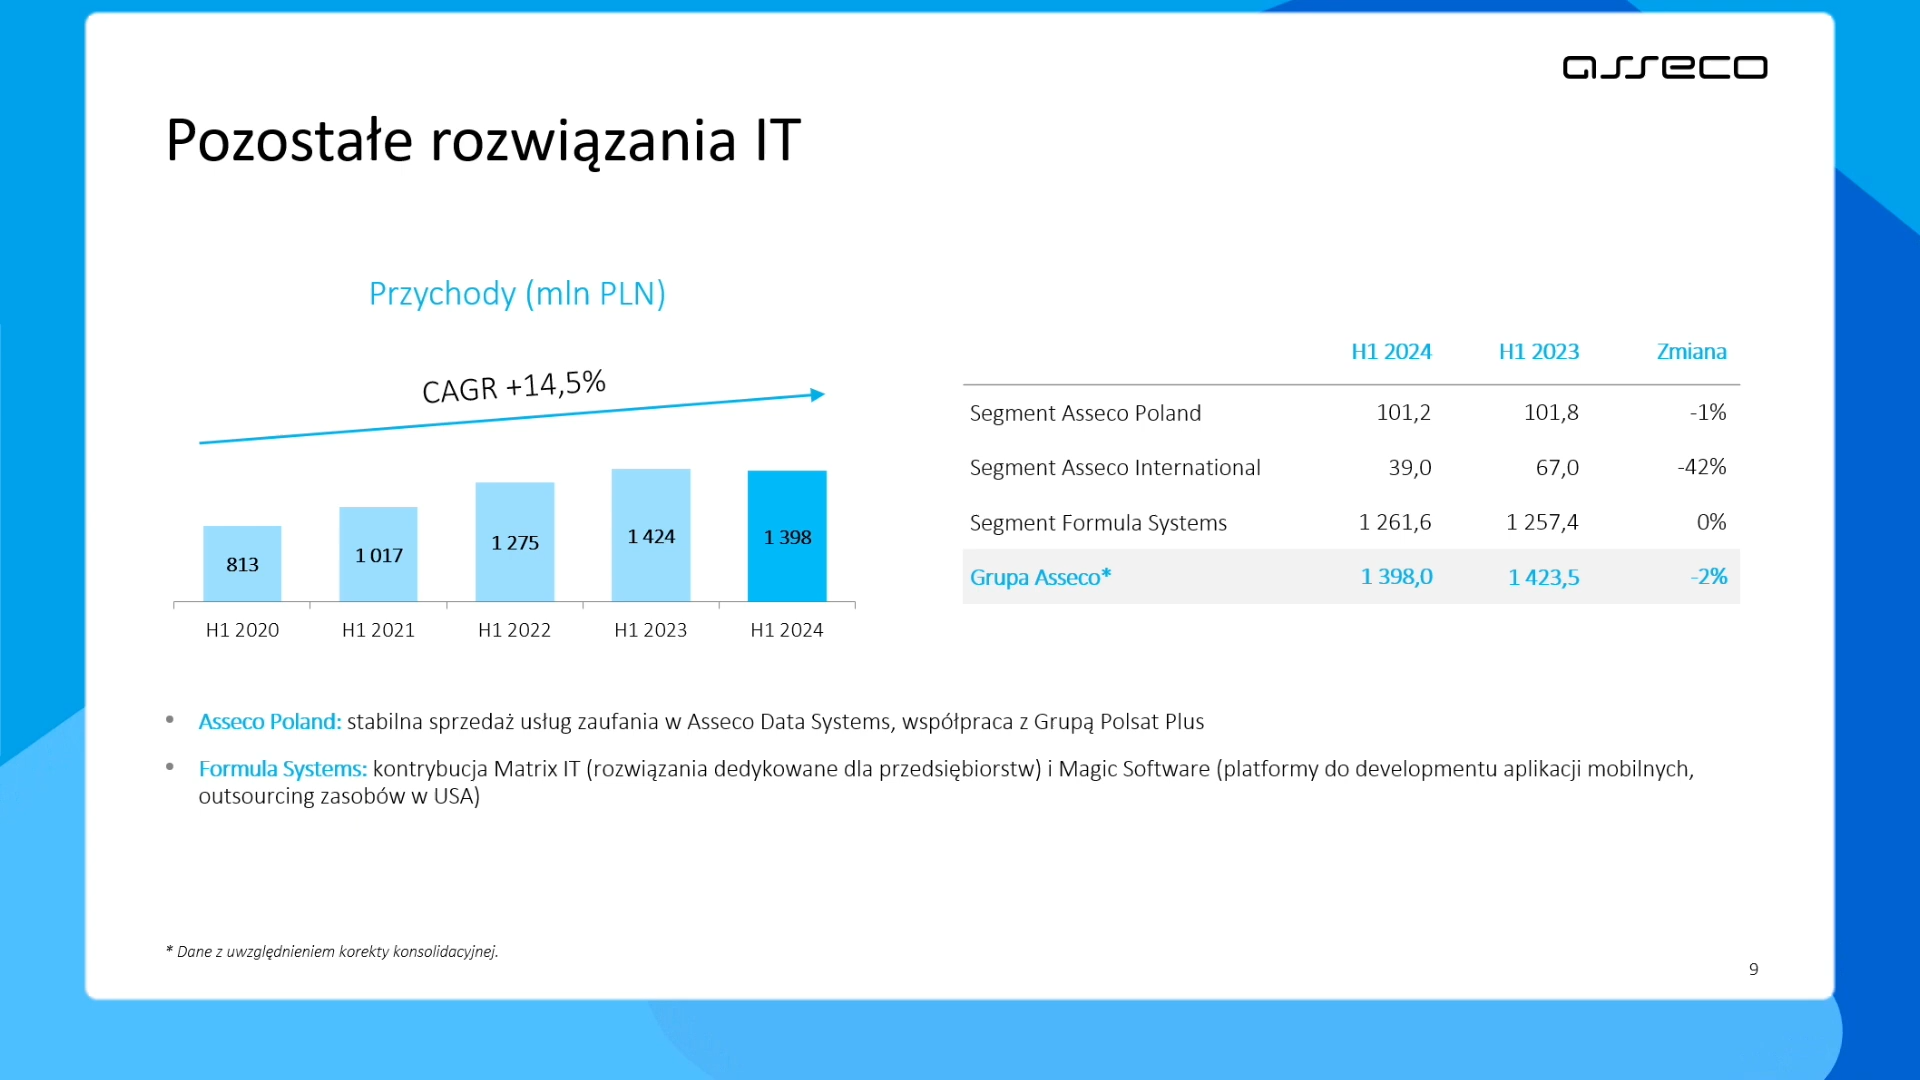 asseco
Pozostałe rozwiązania IT
Przychody (mln PLN)
CAGR +14,5%
813
1 017
1 275
1 424
1 398
H1 2020
H1 2021
H1 2022
H1 2023
H1 2024
H1 2024 H1 2023 Zmiana
Segment Asseco Poland 101,2 101,8 -1%
Segment Asseco International 39,0 67,0 -42%
Segment Formula Systems 1 261,6 1 257,4 0%
Grupa Asseco* 1 398,0 1 423,5 -2%
• Asseco Poland: stabilna sprzedaż usług zaufania w Asseco Data Systems, współpraca z Grupą Polsat Plus
• Formula Systems: kontrybucja Matrix IT (rozwiązania dedykowane dla przedsiębiorstw) i Magic Software (platformy do developmentu aplikacji mobilnych,
outsourcing zasobów w USA)
* Dane z uwzględnieniem korekty konsolidacyjnej.
9